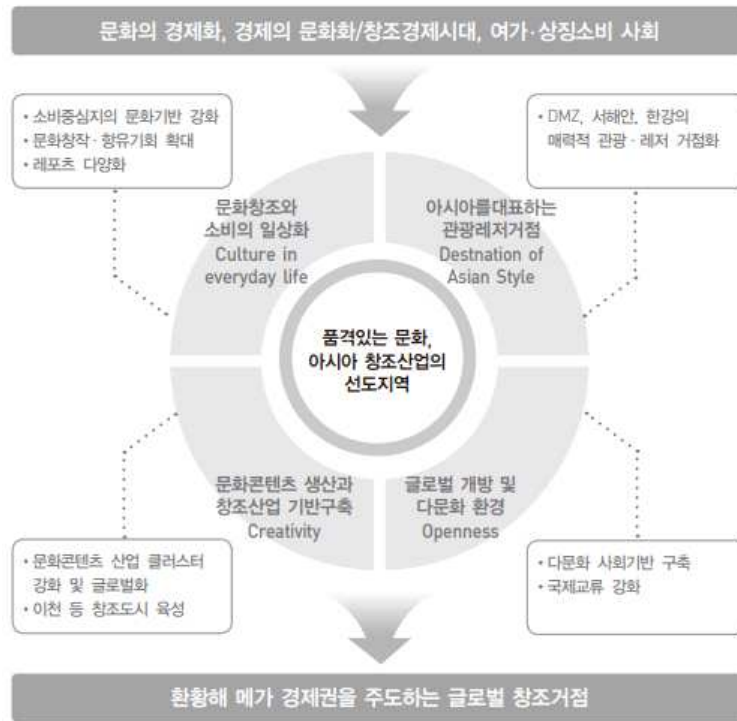 문화의 경제화, 경제의 문화화/창조경제시대, 여가·상징소비 사회
• 소비중심지의 문화기반 강화
• 문화창작·향유기회 확대
• 레포츠 다양화
• DMZ, 서해안, 한강의
매력적 관광·레저 거점화
문화창조와
소비의 일상화
Culture in
everyday life
아시아를대표하는
관광레저거점
Destnation of
Asian Style
품격있는 문화,
아시아 창조산업의
선도지역
문화콘텐츠 생산과
창조산업 기반구축
Creativity
글로벌 개방 및
다문화 환경
Openness
• 문화콘텐츠 산업 클러스터
강화 및 글로벌화
• 이천 등 창조도시 육성
• 다문화 사회기반 구축
• 국제교류 강화
환황해 메가 경제권을 주도하는 글로벌 창조거점